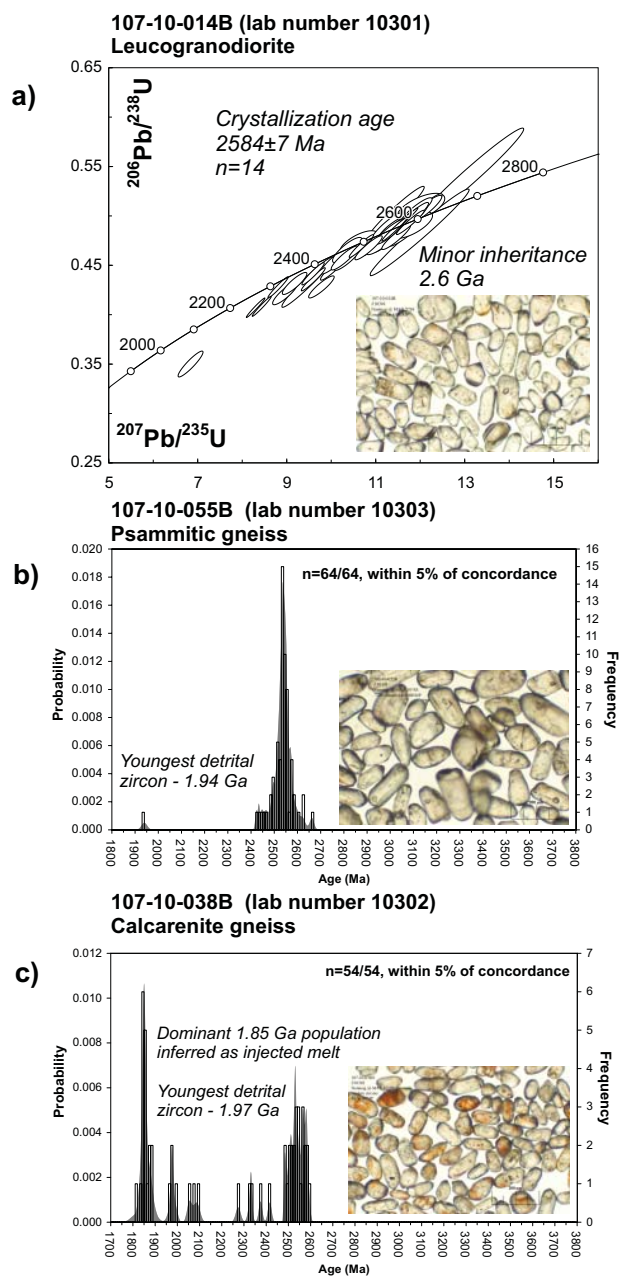 107-10-014B (lab number 10301)
Leucogranodiorite
a)
0.65
0.55
0.45
0.35
0.25
206Pb/238U
Crystallization age
2584±7 Ma
n=14
2800
2600
2400
2200
2000
Minor inheritance
2.6 Ga
207Pb/235U
5 7 9 11 13 15
107-10-055B (lab number 10303)
Psammitic gneiss
b)
n=64/64, within 5% of concordance
0.020
0.018
0.016
0.014
0.012
0.010
0.008
0.006
0.004
0.002
0.000
Probability
Youngest detrital
zircon - 1.94 Ga
16
15
14
13
12
11
10
9
8
7
6
5
4
3
2
1
0
Frequency
1800 1900 2000 2100 2200 2300 2400 2500 2600 2700 2800 2900 3000 3100 3200 3300 3400 3500 3600 3700 3800
Age (Ma)
107-10-038B (lab number 10302)
Calcarenite gneiss
c)
n=54/54, within 5% of concordance
0.012
0.010
0.008
0.006
0.004
0.002
0.000
Probability
Dominant 1.85 Ga population
inferred as injected melt
Youngest detrital
zircon - 1.97 Ga
7
6
5
4
3
2
1
0
Frequency
1700 1800 1900 2000 2100 2200 2300 2400 2500 2600 2700 2800 2900 3000 3100 3200 3300 3400 3500 3600 3700 3800
Age (Ma)